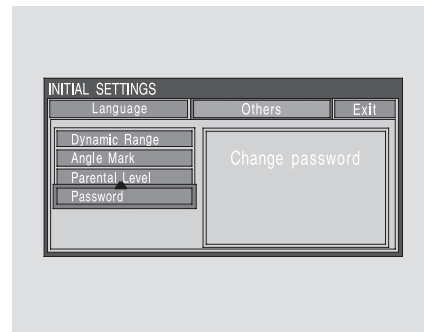 INITIAL SETTINGS
Language Others Exit
Dynamic Range
Angle Mark
Parental Level
Password
Change password